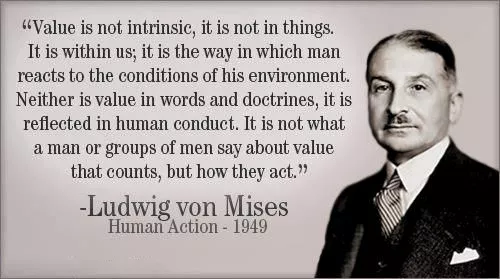 “Value is not intrinsic, it is not in things.
It is within us; it is the way in which man
reacts to the conditions of his environment.
Neither is value in words and doctrines, it is
reflected in human conduct. It is not what
a man or groups of men say about value
that counts, but how they act.”
-Ludwig von Mises
Human Action - 1949